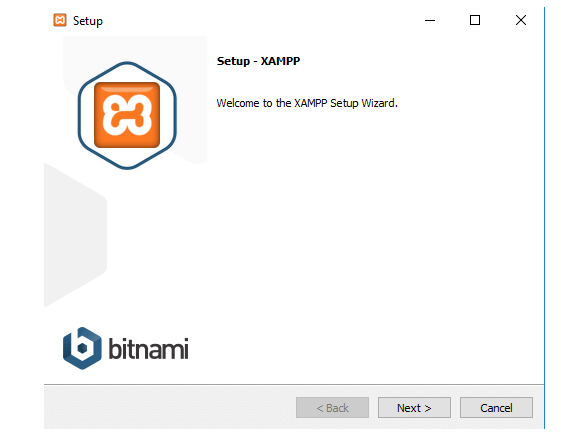 Setup
Setup - XAMPP
Welcome to the XAMPP Setup Wizard.
bitnami
< Back
Next >
Cancel